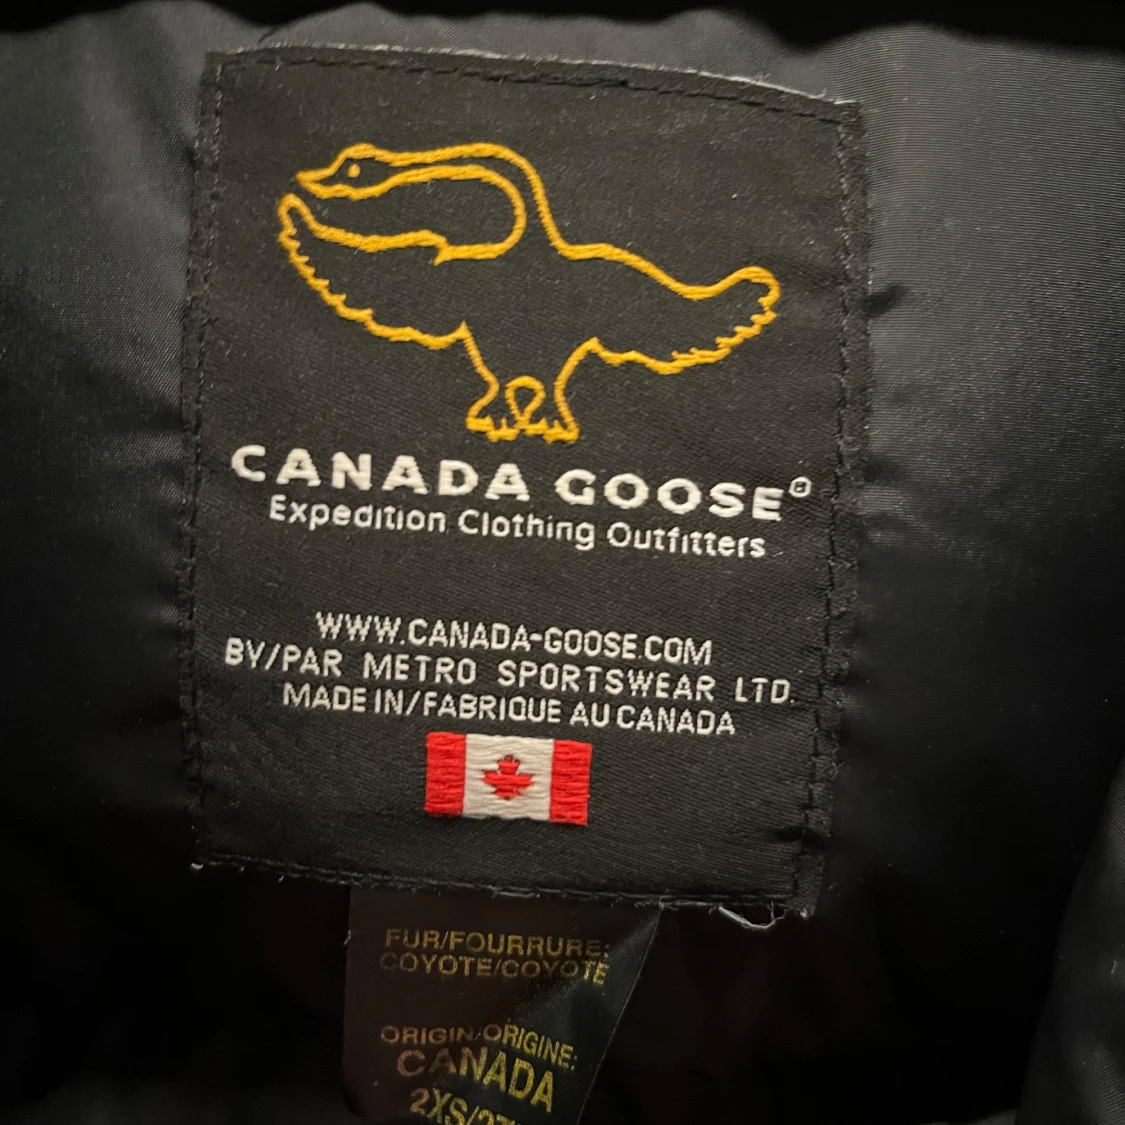 CANADA GOOSE®
Expedition Clothing Outfitters
WWW.CANADA-GOOSE.COM
BY/PAR METRO SPORTSWEAR LTD.
MADE IN/FABRIQUE AU CANADA
FUR/FOURRURE:
COYOTE/COYOTE
ORIGIN/ORIGINE:
CANADA